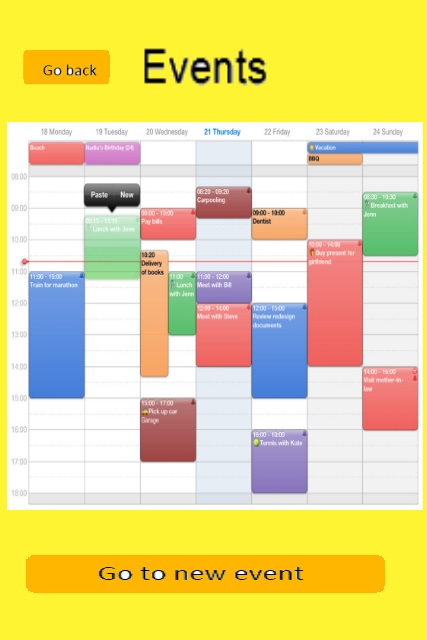 Go back
Events
18 Monday
19 Tuesday
20 Wednesday
21 Thursday
22 Friday
23 Saturday
24 Sunday
Beach
Nadia's Birthday (24)
Vacation
BBQ
08:00
09:00
10:00
11:00
12:00
13:00
14:00
15:00
16:00
17:00
18:00
11:00 - 15:00
Train for marathon
Paste New
Lunch with Jenn
09:00 - 10:00
Pay bills
10:20
Delivery
of books
11:00
Lunch
with Jenn
15:00 - 17:00
Pick up car
Garage
08:20 - 09:20
Carpooling
11:00 - 12:00
Meet with Bill
12:00 - 14:00
Meet with Steve
09:00 - 10:00
Dentist
12:00 - 15:00
Review redesign
documents
16:00 - 18:00
Tennis with Kate
10:00 - 14:00
Buy present for
girlfriend
08:30 - 10:30
Breakfast with
Jenn
14:00 - 16:00
Visit mother-in-
law
Go to new event